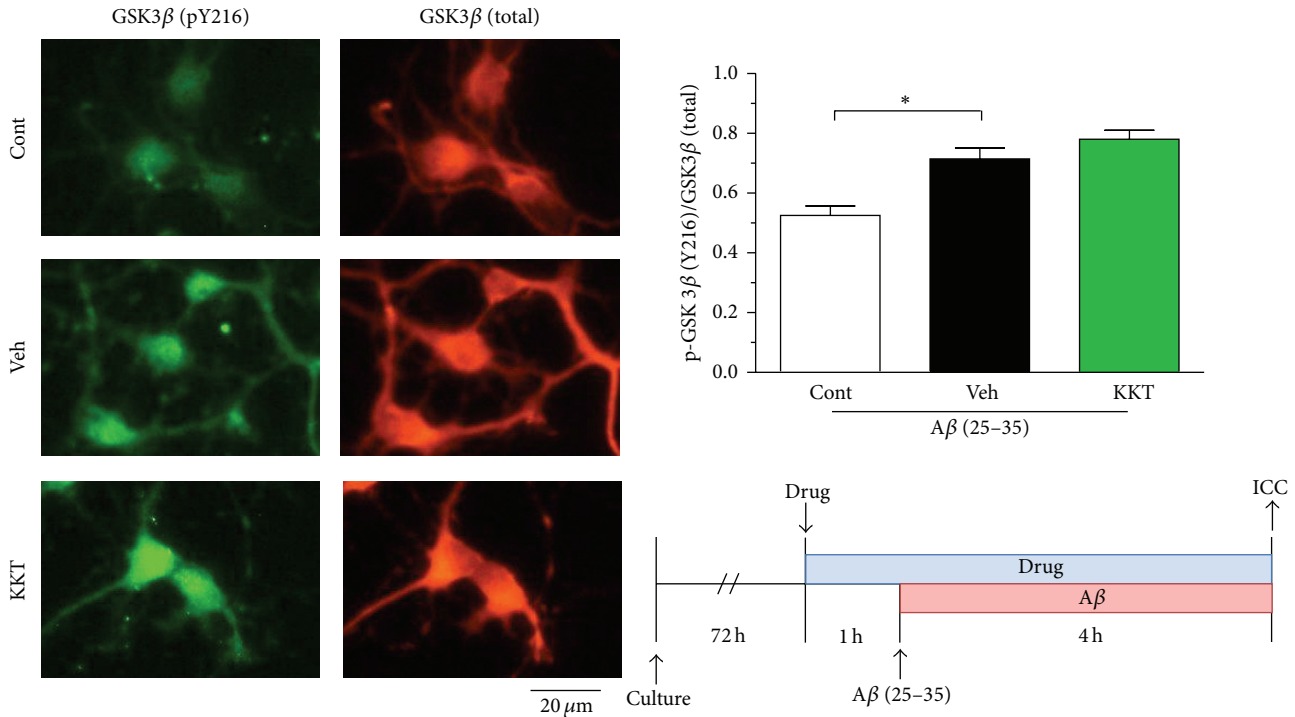 GSK3β (pY216)
GSK3β (total)
Cont
Veh
KKT
20 μm
p-GSK 3β (Y216)/GSK3β (total)
1.0
0.8
0.6
0.4
0.2
0.0
*
Cont
Veh
KKT
Aβ (25–35)
Drug
ICC
Drug
Aβ
72 h
1 h
4 h
Culture
Aβ (25–35)